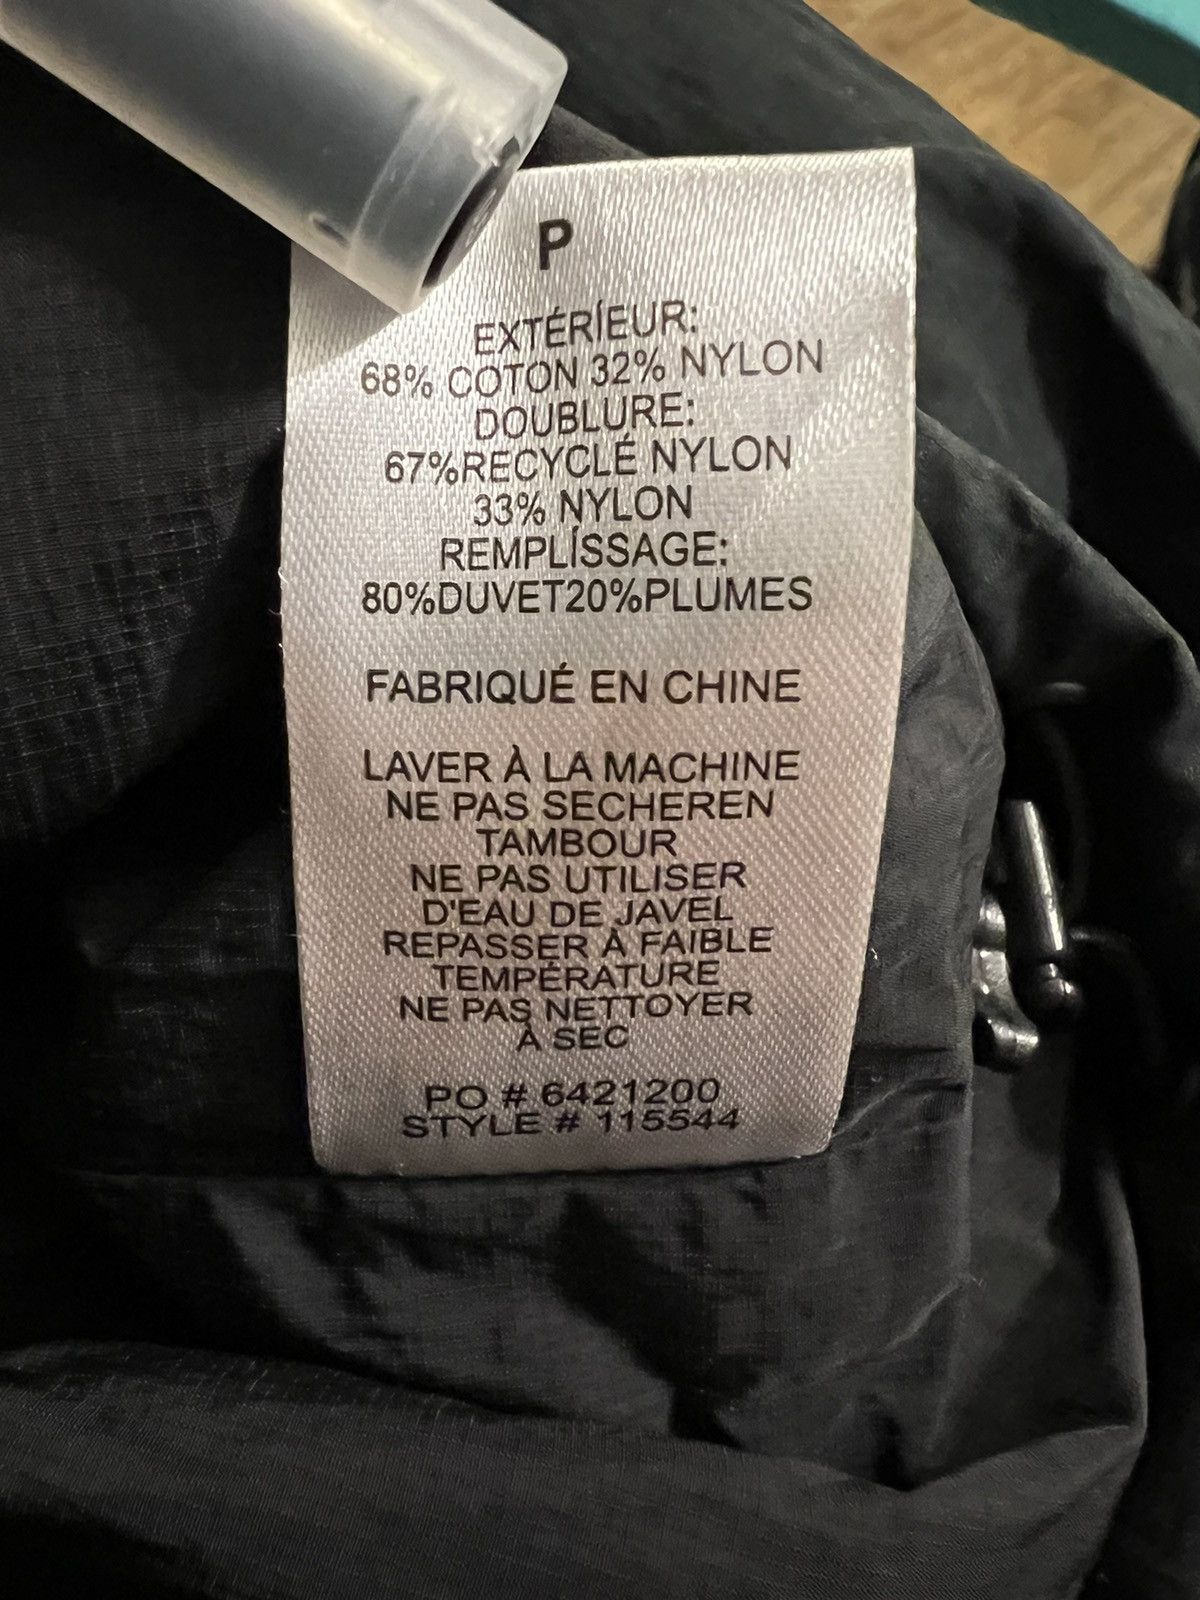 P
EXTÉRÍEUR:
68% COTON 32% NYLON
DOUBLURE:
67%RECYCLÉ NYLON
33% NYLON
REMPLÍSSAGE:
80%DUVET20%PLUMES
FABRIQUÉ EN CHINE
LAVER À LA MACHINE
NE PAS SECHEREN
TAMBOUR
NE PAS UTILISER
D'EAU DE JAVEL
REPASSER À FAIBLE
TEMPÉRATURE
NE PAS NETTOYER
À SEC
PO # 6421200
STYLE # 115544